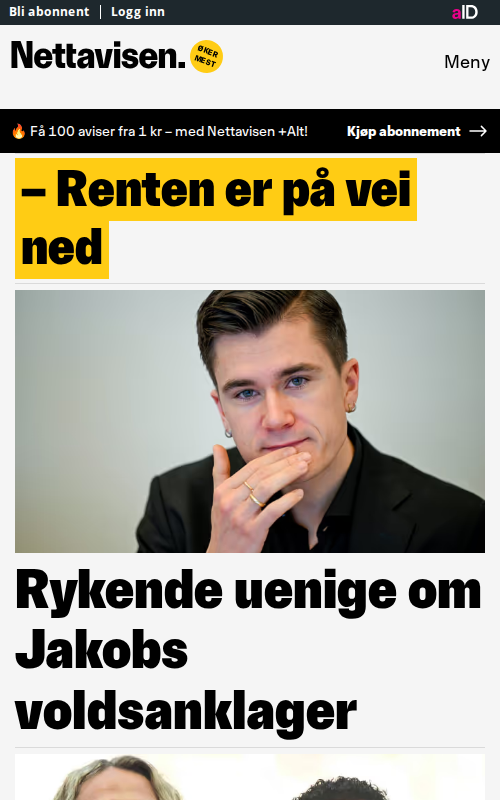 Bli abonnent | Logg inn
aID
Nettavisen.
ØKER
MEST
Meny
🔥 Få 100 aviser fra 1 kr – med Nettavisen +Alt!
Kjøp abonnement →
– Renten er på vei
ned
Rykende uenige om
Jakobs
voldsanklager